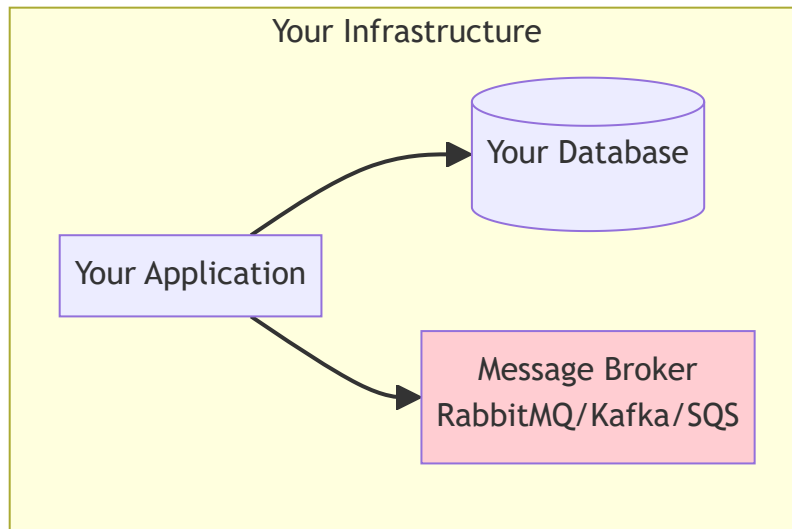 Your Infrastructure
Your Database
Your Application
Message Broker
RabbitMQ/Kafka/SQS